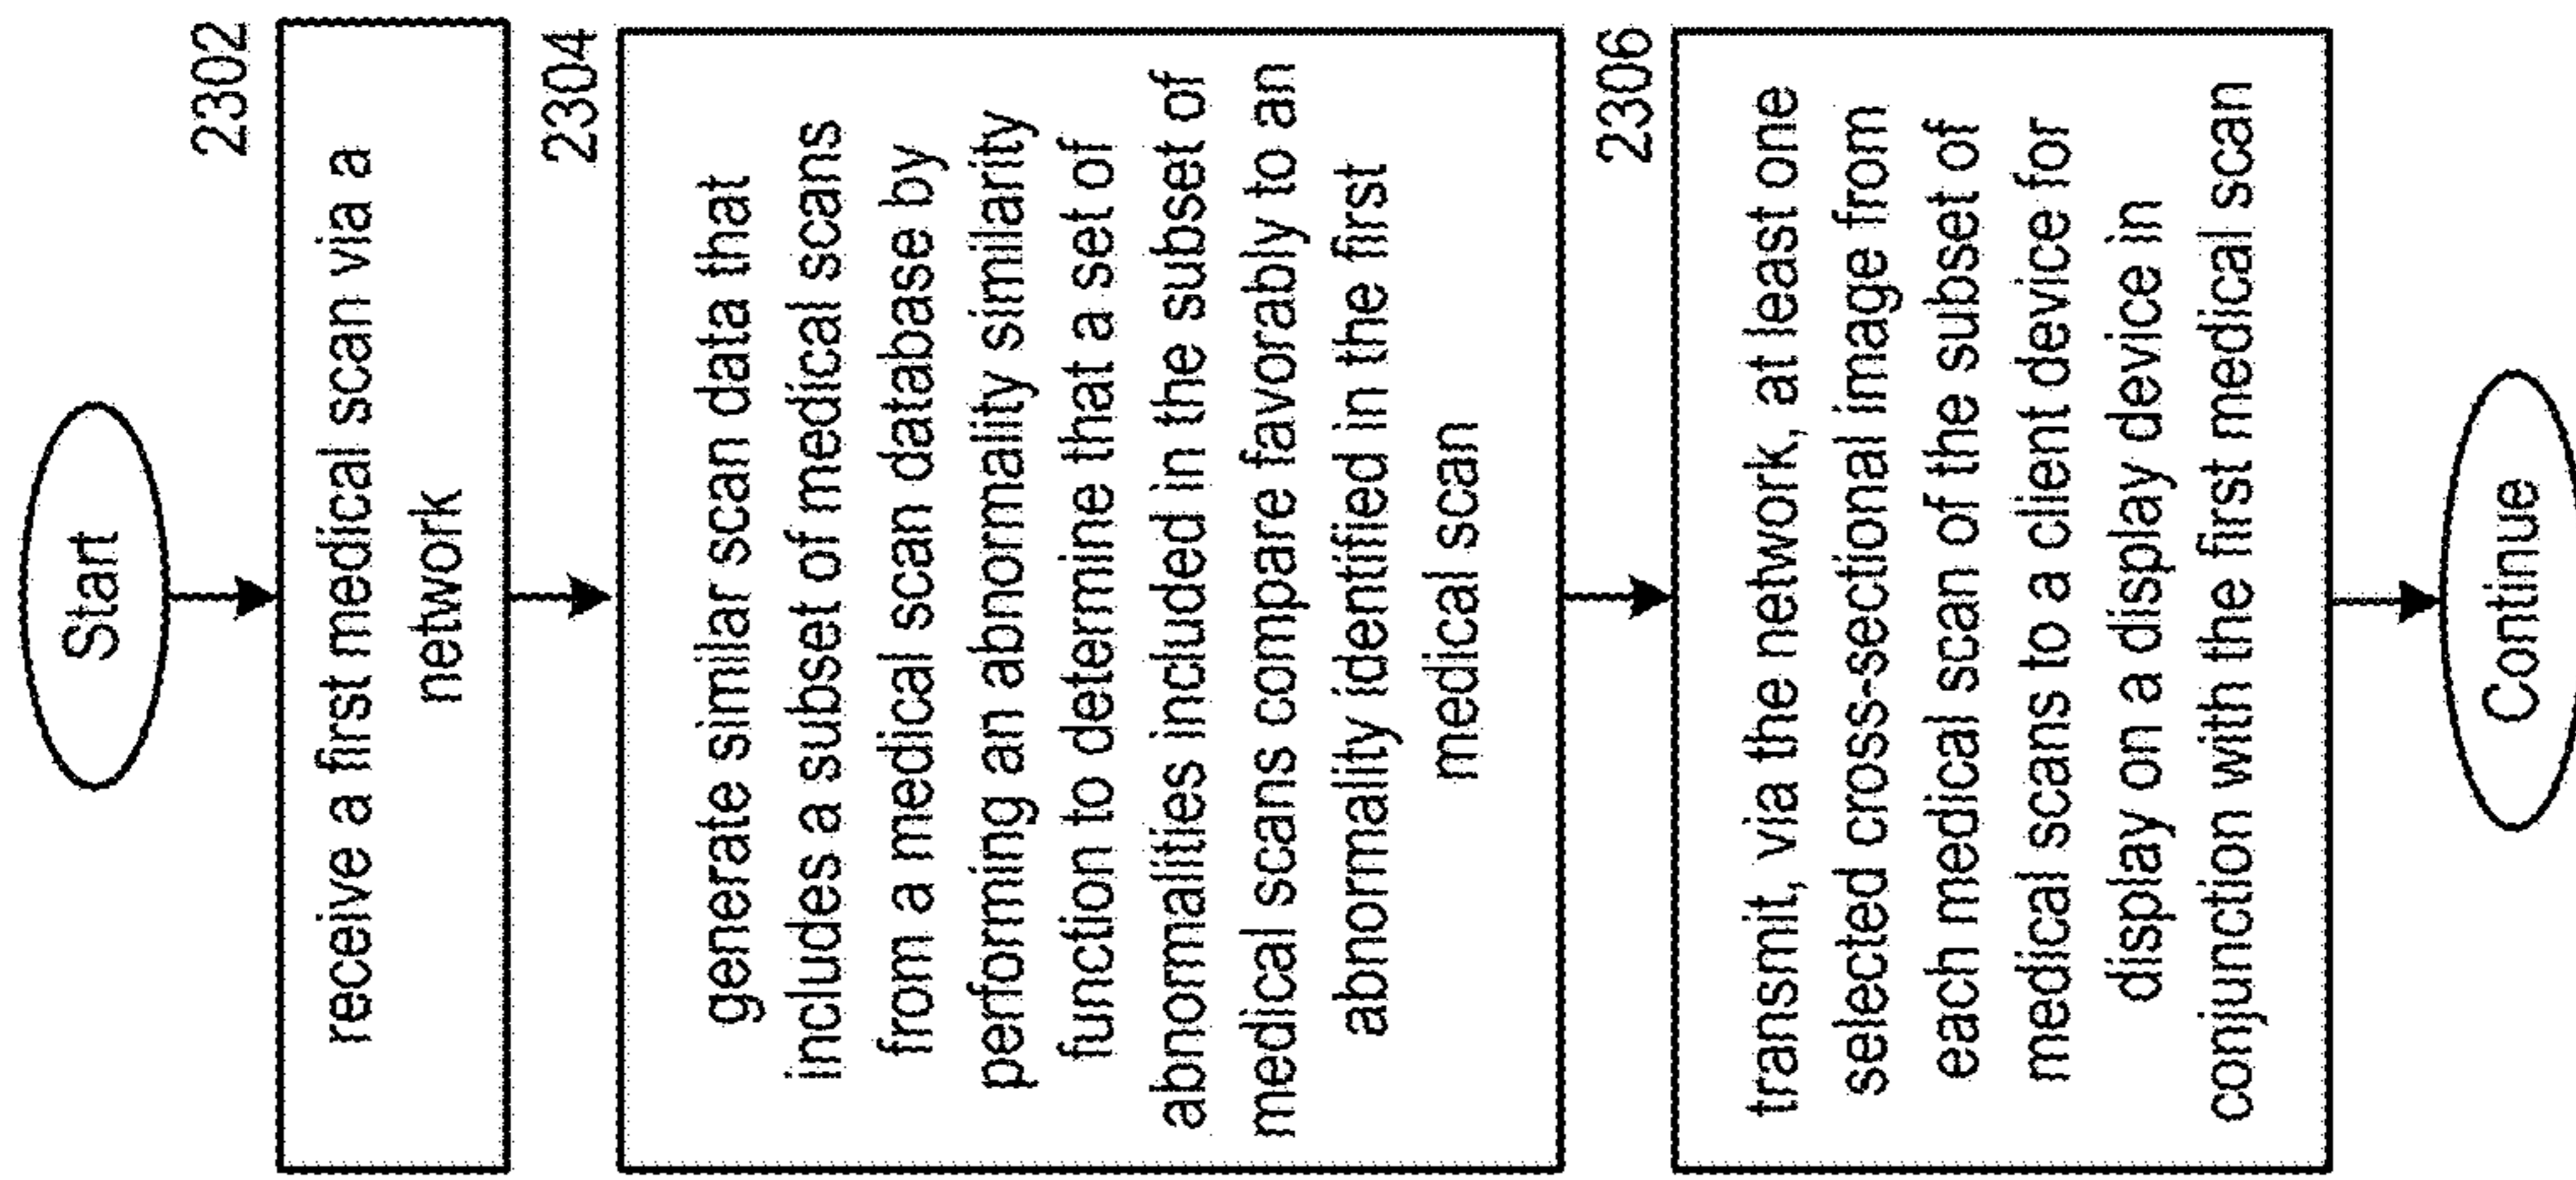 Start
2302
receive a first medical scan via a
network
2304
generate similar scan data that
includes a subset of medical scans
from a medical scan database by
performing an abnormality similarity
function to determine that a set of
abnormalities included in the subset of
medical scans compare favorably to an
abnormality identified in the first
medical scan
2306
transmit, via the network, at least one
selected cross-sectional image from
each medical scan of the subset of
medical scans to a client device for
display on a display device in
conjunction with the first medical scan
Continue